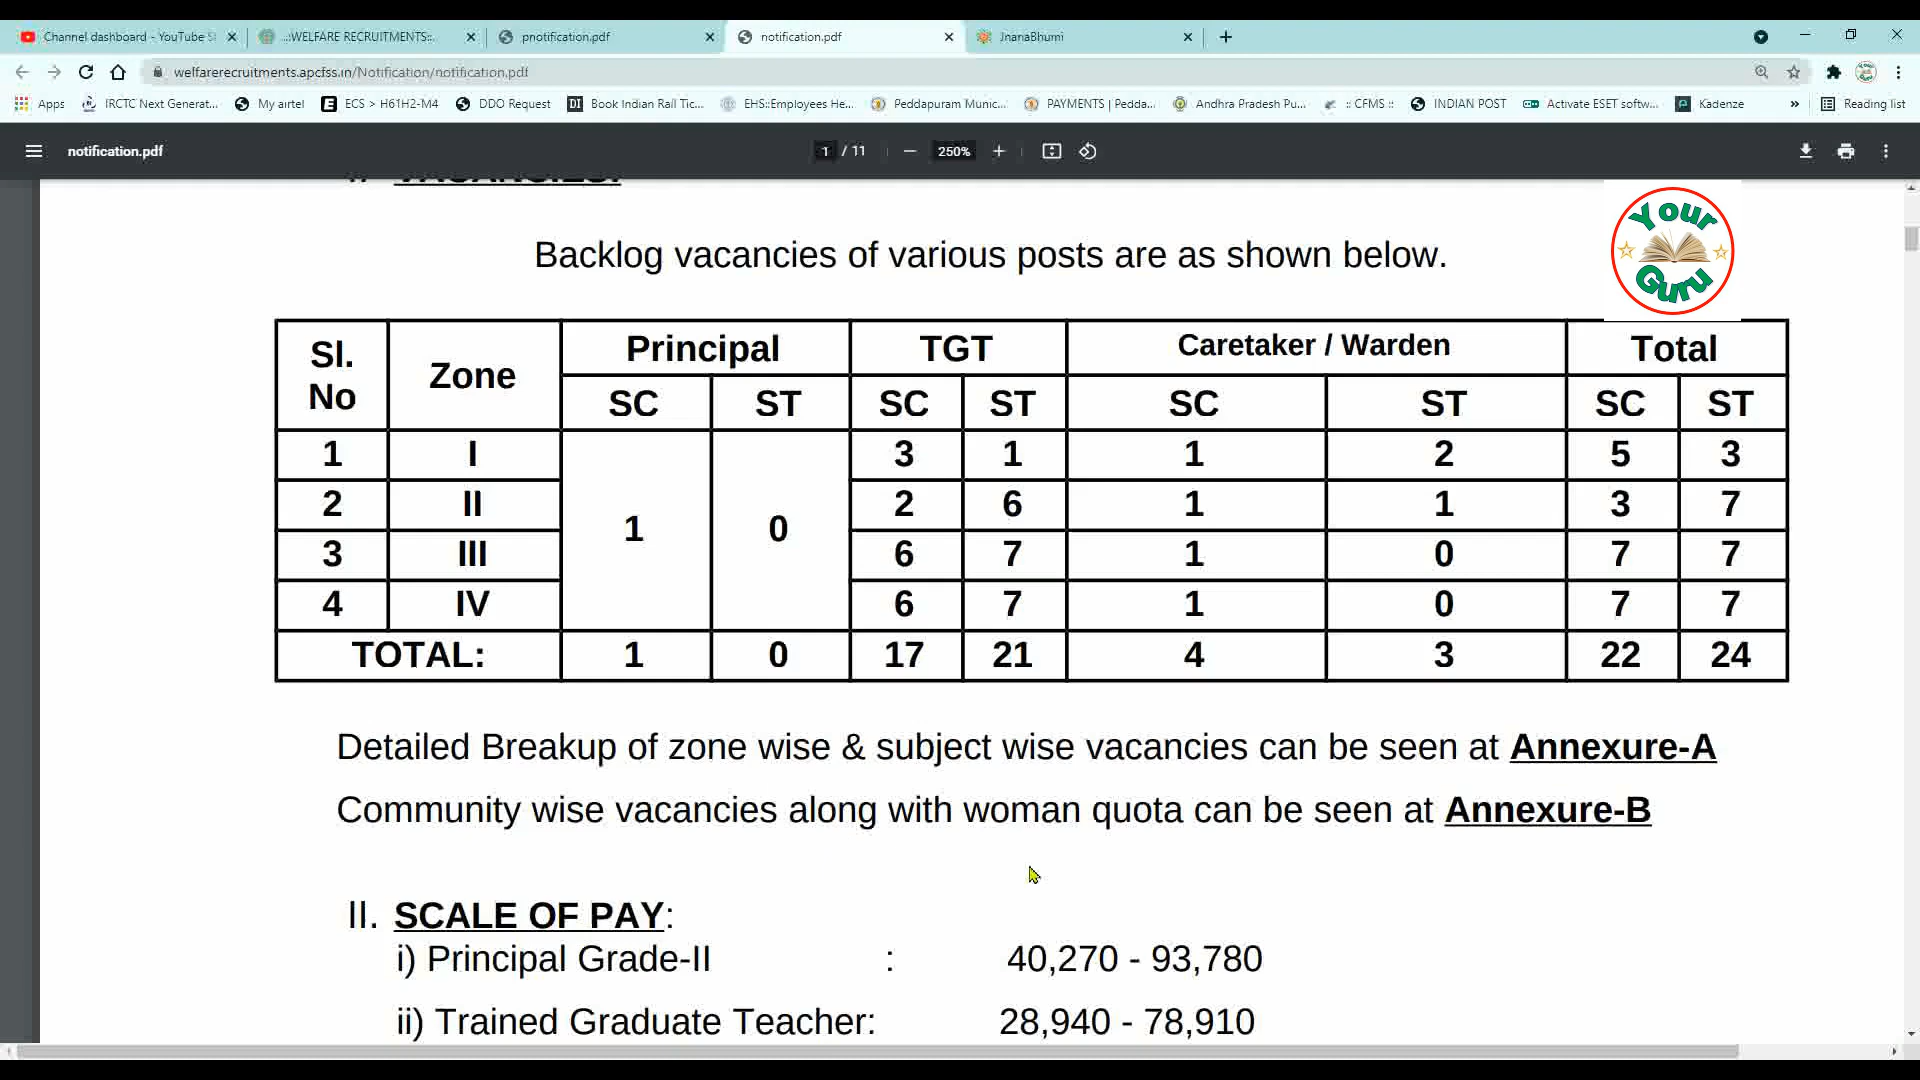 Channel dashboard - YouTube S
..::WELFARE RECRUITMENTS::.
pnotification.pdf
notification.pdf
JnanaBhumi
welfarerecruitments.apcfss.in/Notification/notification.pdf
Apps
IRCTC Next Generat...
My airtel
ECS > H61H2-M4
DDO Request
Book Indian Rail Tic...
EHS::Employees He...
Peddapuram Munic...
PAYMENTS | Pedda...
Andhra Pradesh Pu...
:: CFMS ::
INDIAN POST
Activate ESET softw...
Kadenze
»
Reading list
notification.pdf
1 / 11
250%
VACANCIES:
Your Guru
Backlog vacancies of various posts are as shown below.
Sl. No Zone Principal TGT Caretaker / Warden Total
SC ST SC ST SC ST SC ST
1 I 3 1 1 2 5 3
2 II 2 6 1 1 3 7
1 0
3 III 6 7 1 0 7 7
4 IV 6 7 1 0 7 7
TOTAL: 1 0 17 21 4 3 22 24
Detailed Breakup of zone wise & subject wise vacancies can be seen at Annexure-A
Community wise vacancies along with woman quota can be seen at Annexure-B
II. SCALE OF PAY:
i) Principal Grade-II : 40,270 - 93,780
ii) Trained Graduate Teacher: 28,940 - 78,910